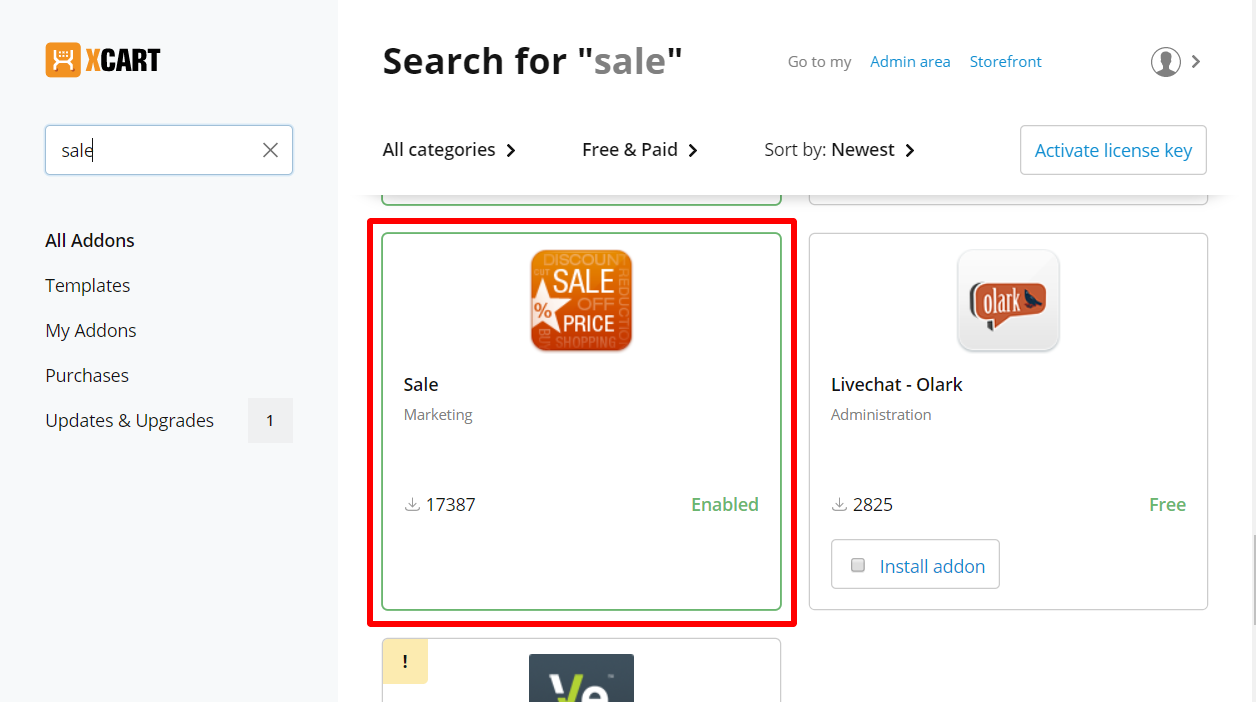 XCART
sale
All Addons
Templates
My Addons
Purchases
Updates & Upgrades 1
Search for "sale"
Go to my Admin area Storefront
All categories Free & Paid Sort by: Newest Activate license key
DISCOUNT
CUT
SALE
REDUCTION
OFF
%
PRICE
SHOPPING
Sale
Marketing
17387 Enabled
olark
Livechat - Olark
Administration
2825 Free
Install addon
!
Ve